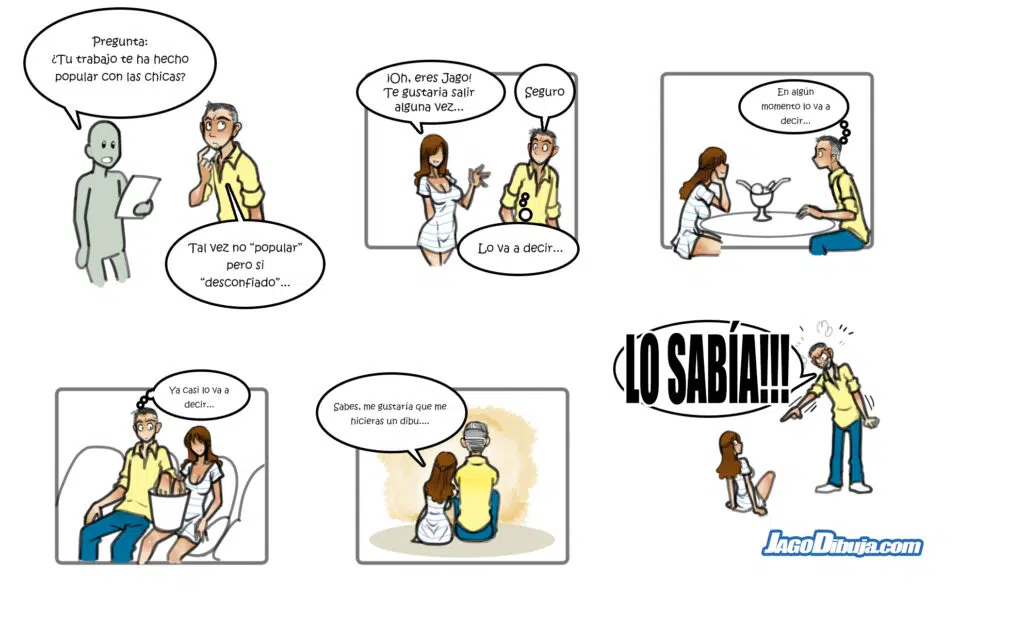 Pregunta:
¿Tu trabajo te ha hecho
popular con las chicas?
Tal vez no "popular"
pero si
"desconfiado"...
¡Oh, eres Jago!
Te gustaria salir
alguna vez...
Seguro
Lo va a decir...
En algún
momento lo va a
decir...
Ya casi lo va a
decir...
Sabes, me gustaria que me
hicieras un dibu....
LO SABÍA!!!
JAGODibuja.com